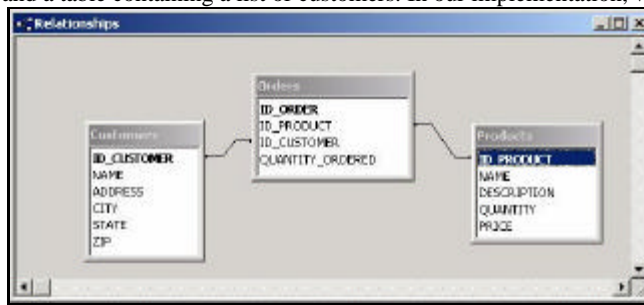 and a table containing a list of customers. In our implementation,
Relationships
Customers
ID_CUSTOMER
NAME
ADDRESS
CITY
STATE
ZIP
Orders
ID_ORDER
ID_PRODUCT
ID_CUSTOMER
QUANTITY_ORDERED
Products
ID_PRODUCT
NAME
DESCRIPTION
QUANTITY
PRICE